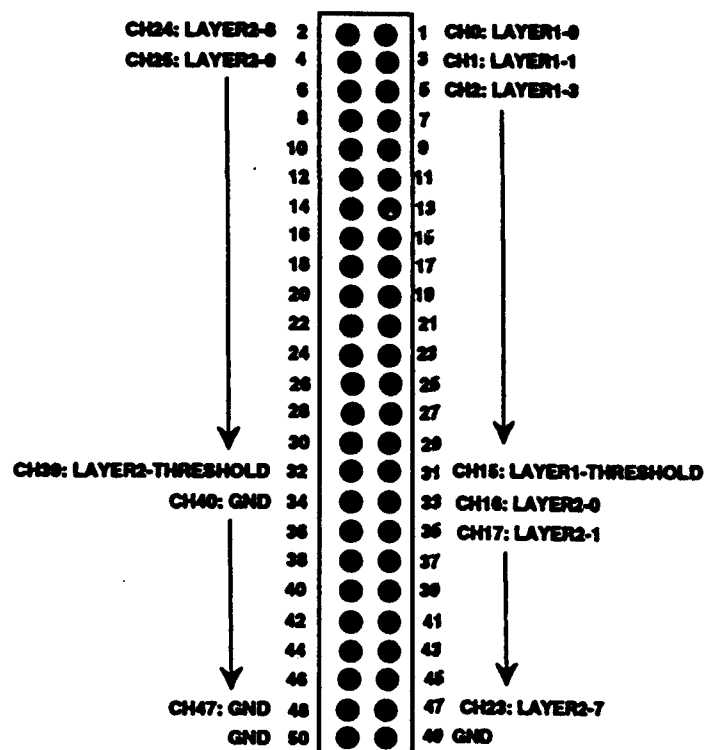 CH24: LAYER2-8 2 1 CH0: LAYER1-0
CH25: LAYER2-9 4 3 CH1: LAYER1-1
6 5 CH2: LAYER1-3
8 7
10 9
12 11
14 13
16 15
18 17
20 19
22 21
24 23
26 25
28 27
30 29
CH39: LAYER2-THRESHOLD 32 31 CH15: LAYER1-THRESHOLD
CH40: GND 34 33 CH16: LAYER2-0
36 35 CH17: LAYER2-1
38 37
40 39
42 41
44 43
46 45
CH47: GND 48 47 CH23: LAYER2-7
GND 50 49 GND